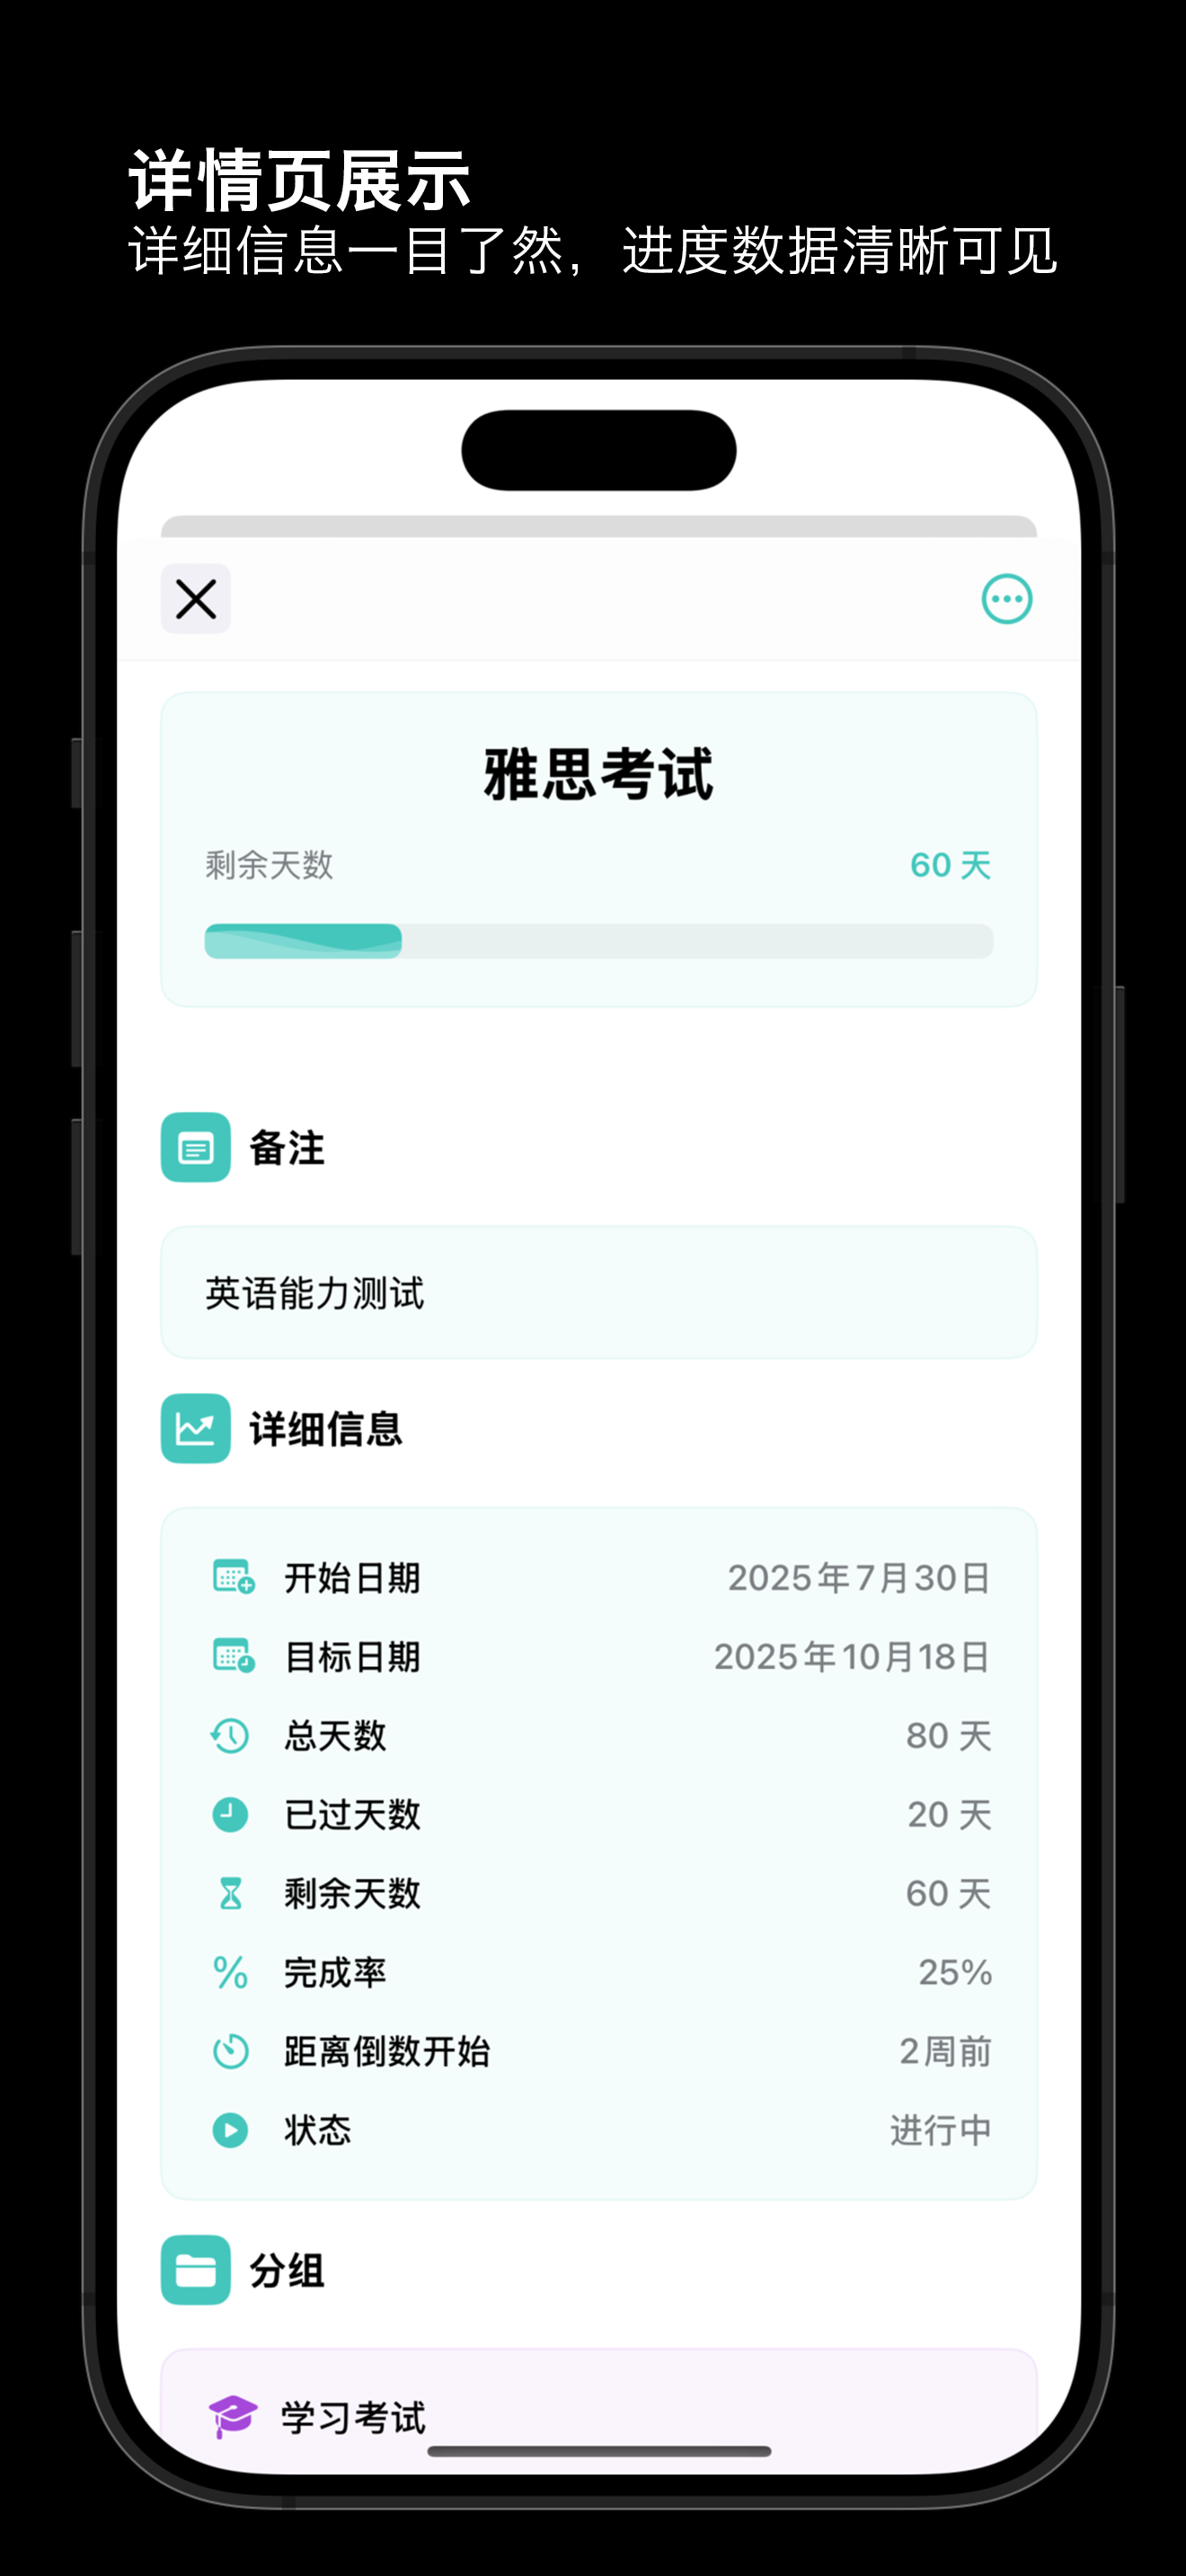 详情页展示
详细信息一目了然，进度数据清晰可见
雅思考试
剩余天数 60 天
备注
英语能力测试
详细信息
开始日期 2025年7月30日
目标日期 2025年10月18日
总天数 80 天
已过天数 20 天
剩余天数 60 天
% 完成率 25%
距离倒数开始 2周前
状态 进行中
分组
学习考试